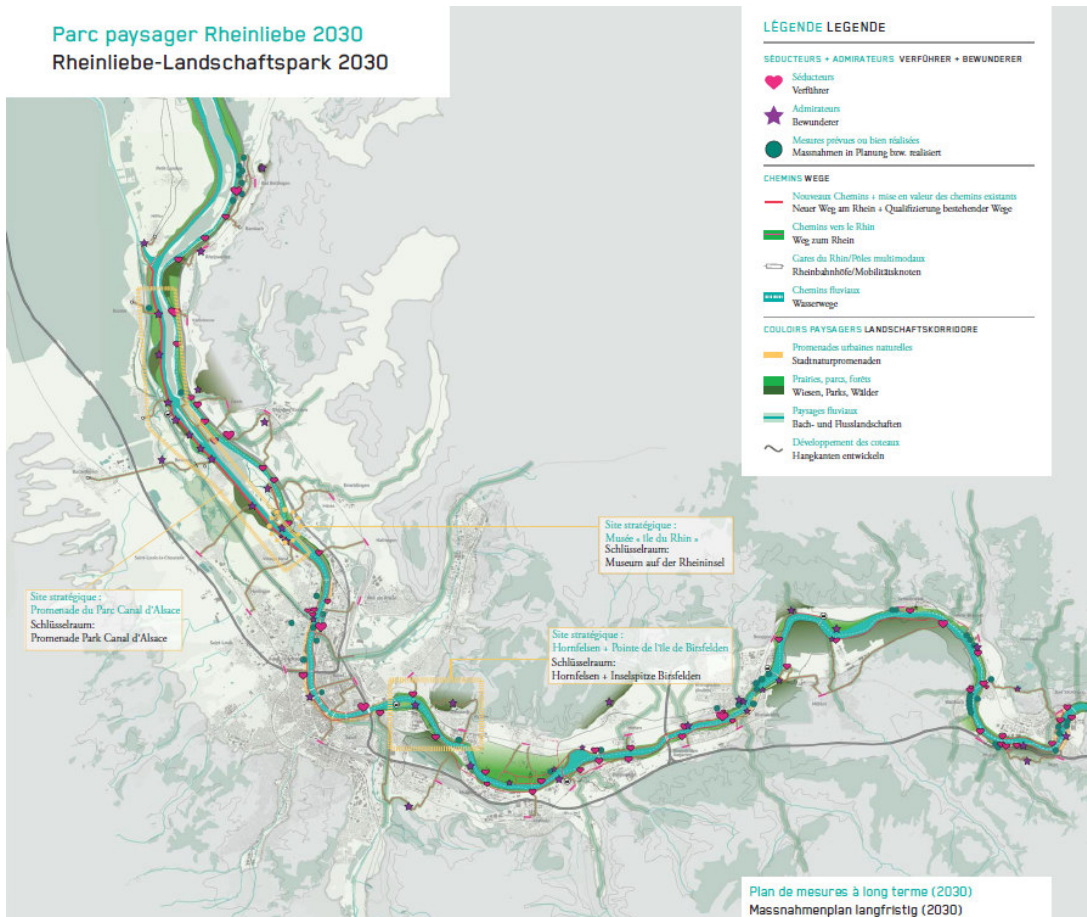 Parc paysager Rheinliebe 2030
Rheinliebe-Landschaftspark 2030
LÉGENDE LEGENDE
SÉDUCTEURS + ADMIRATEURS VERFÜHRER + BEWUNDERER
Séducteurs
Verführer
Admirateurs
Bewunderer
Mesures prévues ou bien réalisées
Massnahmen in Planung bzw. realisiert
CHEMINS WEGE
Nouveaux Chemins + mise en valeur des chemins existants
Neuer Weg am Rhein + Qualifizierung bestehender Wege
Chemins vers le Rhin
Weg zum Rhein
Gares du Rhin/Pôles multimodaux
Rheinbahnhöfe/Mobilitätsknoten
Chemins fluviaux
Wasserwege
COULOIRS PAYSAGERS LANDSCHAFTSKORRIDORE
Promenades urbaines naturelles
Stadtnaturpromenaden
Prairies, parcs, forêts
Wiesen, Parks, Wälder
Paysages fluviaux
Bach- und Flusslandschaften
Développement des coteaux
Hangkanten entwickeln
Site stratégique :
Musée « île du Rhin »
Schlüsselraum:
Museum auf der Rheininsel
Site stratégique :
Promenade du Parc Canal d'Alsace
Schlüsselraum:
Promenade Park Canal d'Alsace
Site stratégique :
Hornfelsen + Pointe de l'île de Birsfelden
Schlüsselraum:
Hornfelsen + Inselspitze Birsfelden
Plan de mesures à long terme (2030)
Massnahmenplan langfristig (2030)